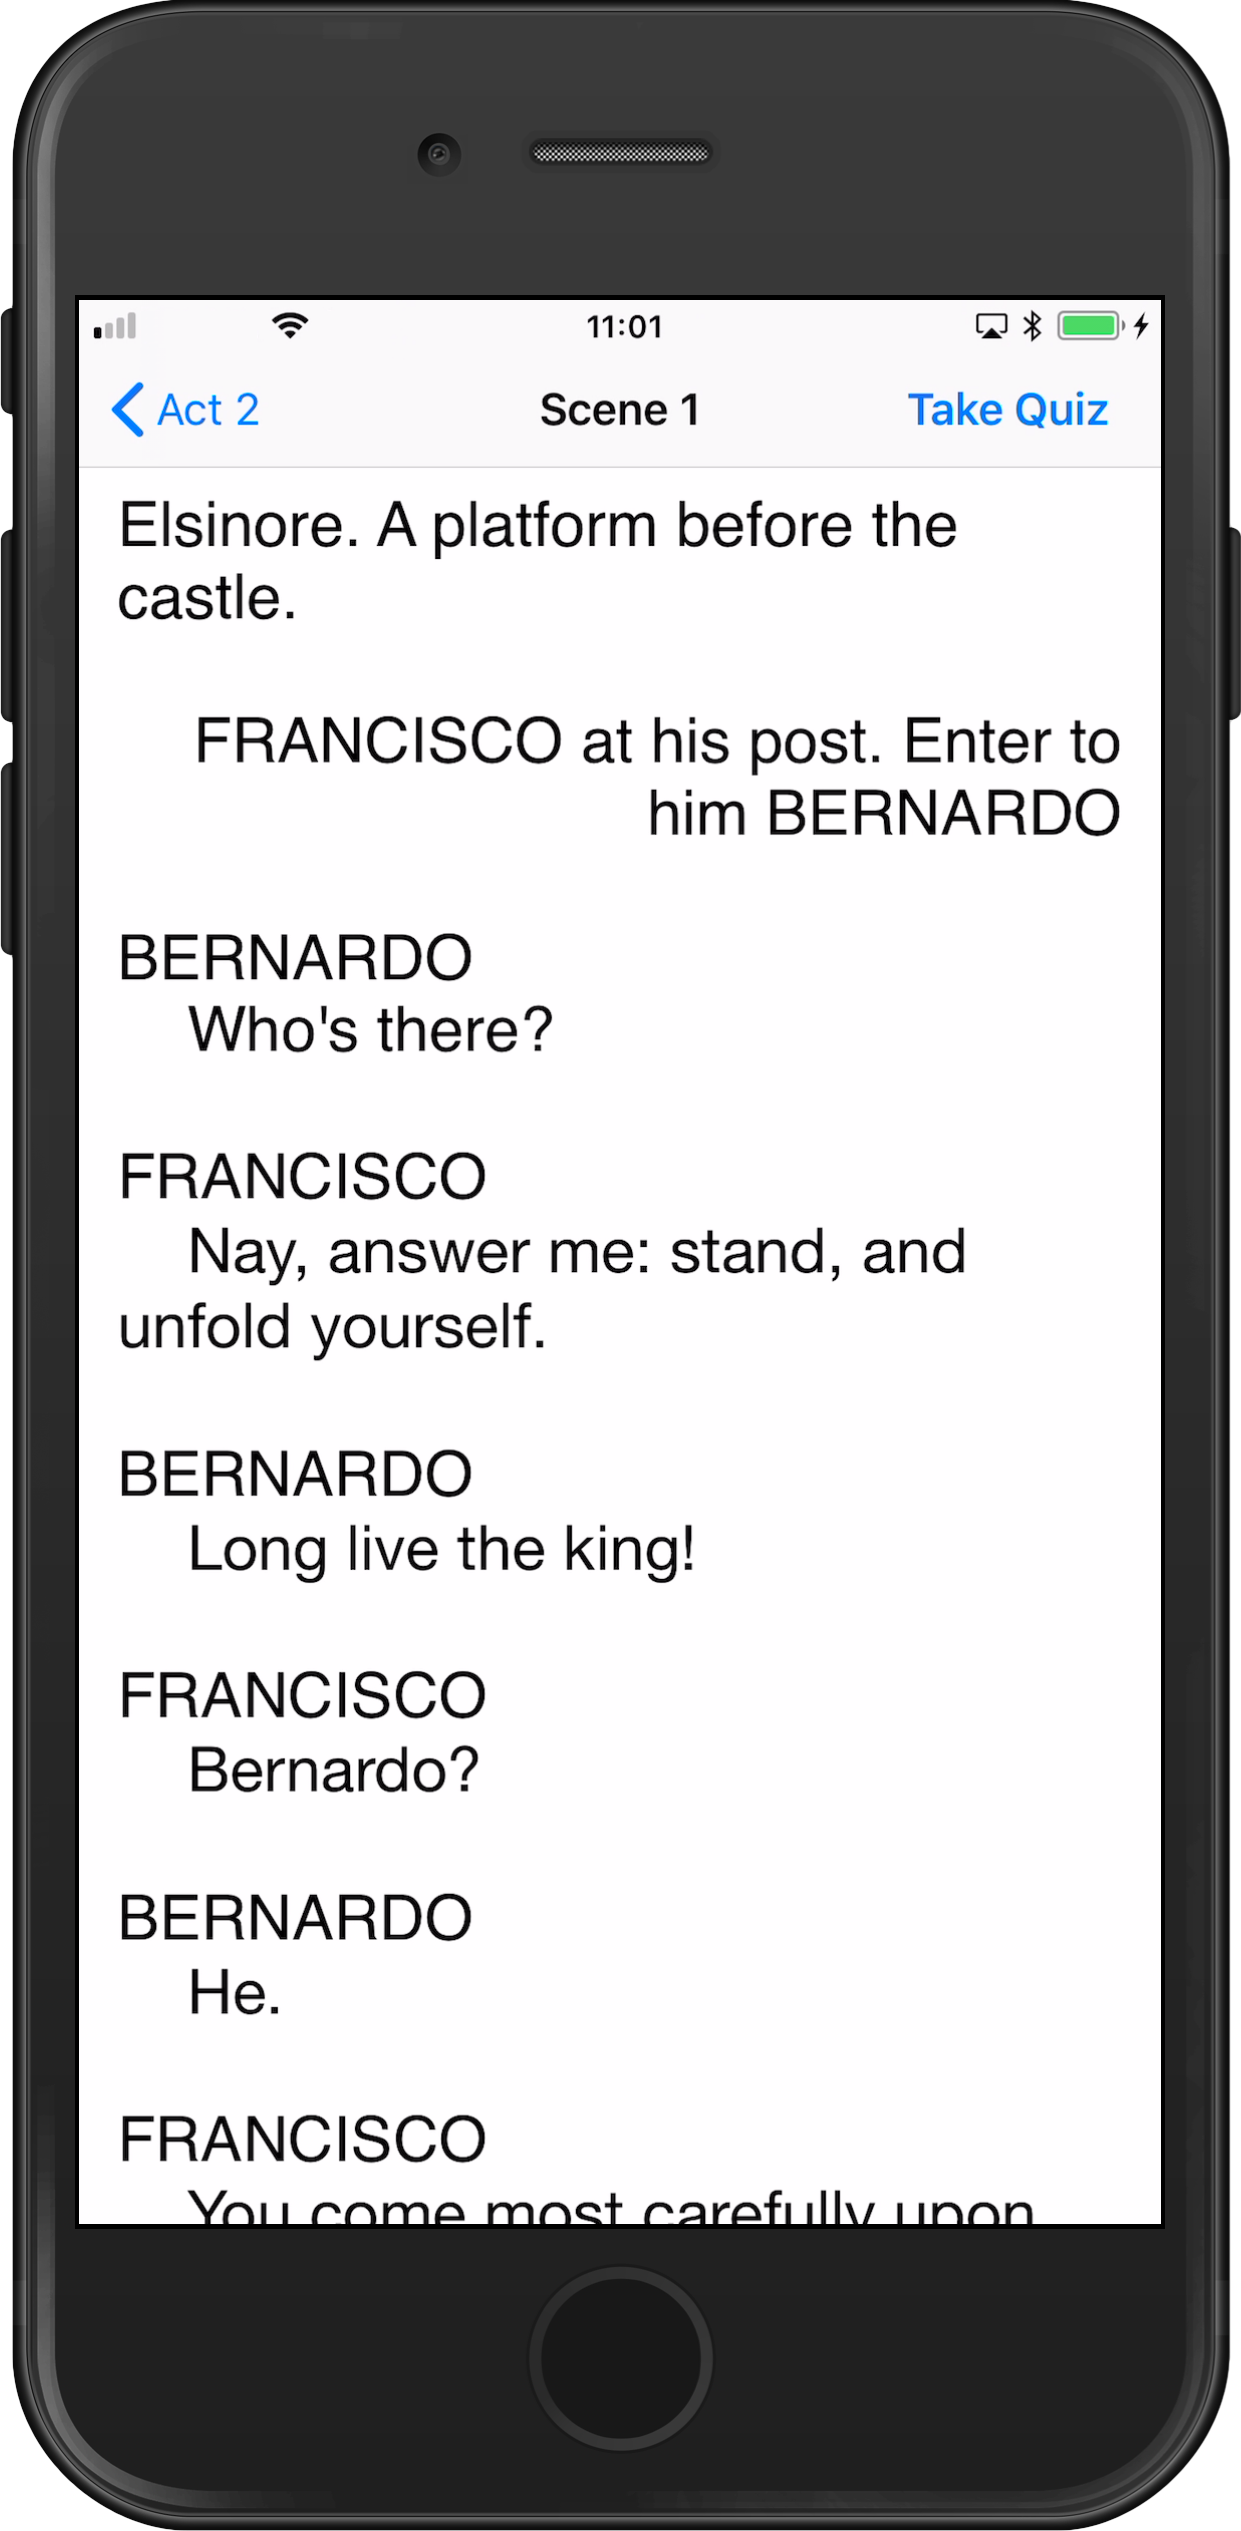 11:01
Act 2 Scene 1 Take Quiz
Elsinore. A platform before the
castle.
FRANCISCO at his post. Enter to
him BERNARDO
BERNARDO
Who's there?
FRANCISCO
Nay, answer me: stand, and
unfold yourself.
BERNARDO
Long live the king!
FRANCISCO
Bernardo?
BERNARDO
He.
FRANCISCO
You come most carefully upon